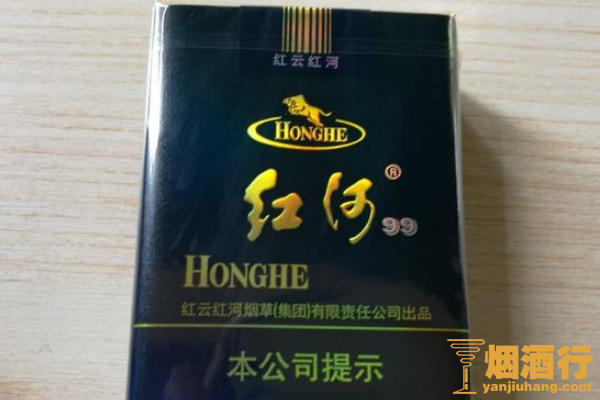 红云红河
HONGHE
红河®
99
HONGHE
红云红河烟草(集团)有限责任公司出品
本公司提示
烟酒行
yanjiuhang.com